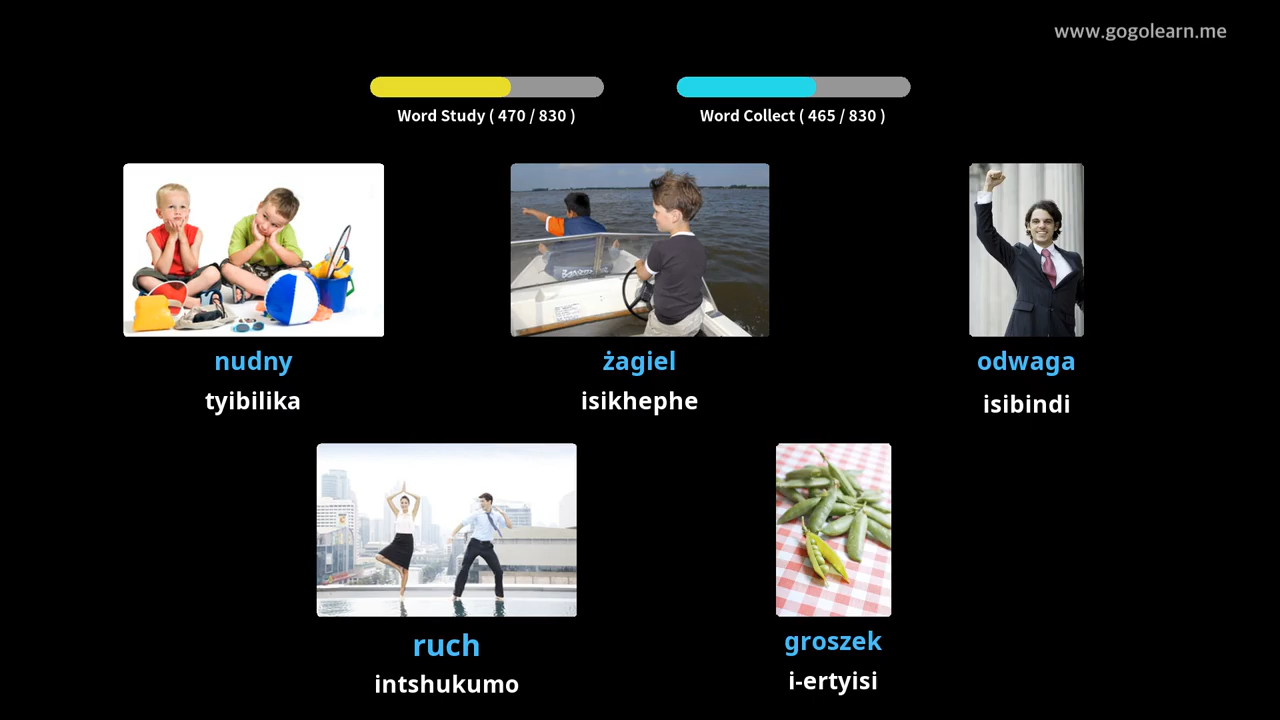 www.gogolearn.me
Word Study ( 470 / 830 )
Word Collect ( 465 / 830 )
nudny
tyibilika
żagiel
isikhephe
odwaga
isibindi
ruch
intshukumo
groszek
i-ertyisi